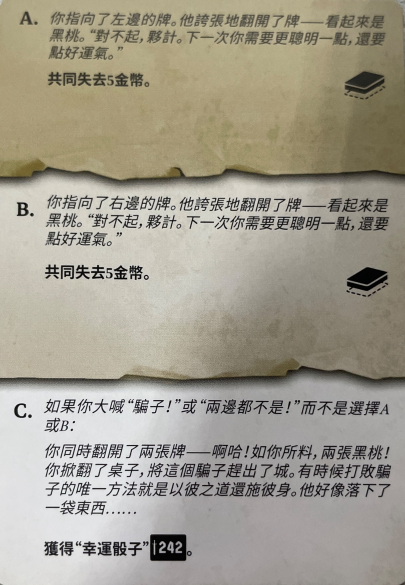 A. 你指向了左邊的牌。他誇張地翻開了牌——看起來是
黑桃。“對不起，夥計。下一次你需要更聰明一點，還要
點好運氣。”
共同失去5金幣。
B. 你指向了右邊的牌。他誇張地翻開了牌——看起來是
黑桃。“對不起，夥計。下一次你需要更聰明一點，還要
點好運氣。”
共同失去5金幣。
C. 如果你大喊“騙子！”或“兩邊都不是！”而不是選擇A
或B：
你同時翻開了兩張牌——啊哈！如你所料，兩張黑桃！
你掀翻了桌子，將這個騙子趕出了城。有時候打敗騙
子的唯一方法就是以彼之道還施彼身。他好像落下了
一袋東西……
獲得“幸運骰子”242。